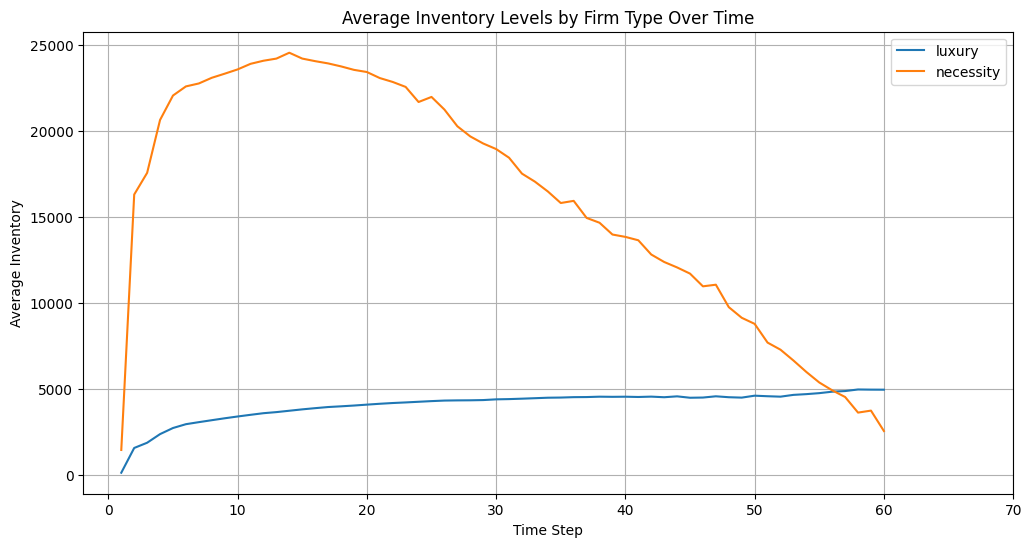 Average Inventory Levels by Firm Type Over Time
luxury
necessity
25000
20000
15000
10000
5000
0
Average Inventory
0 10 20 30 40 50 60 70
Time Step